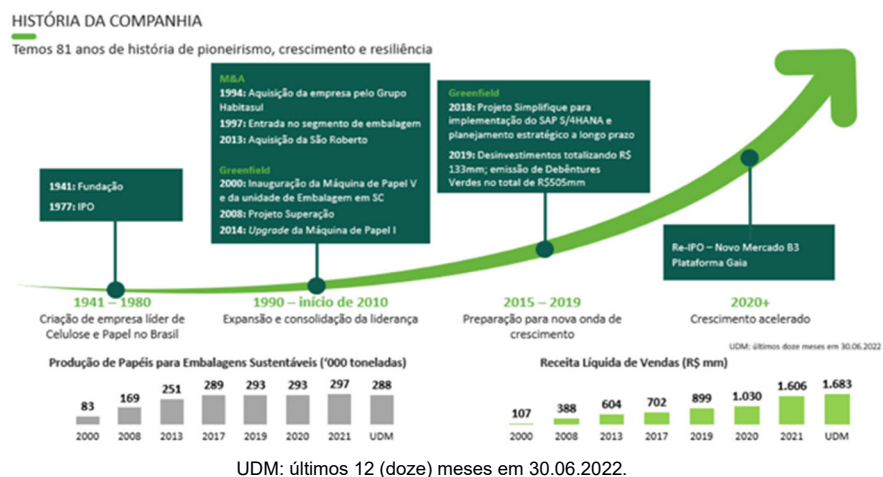 HISTÓRIA DA COMPANHIA
Temos 81 anos de história de pioneirismo, crescimento e resiliência
1941: Fundação
1977: IPO
M&A
1994: Aquisição da empresa pelo Grupo
Habitasul
1997: Entrada no segmento de embalagem
2013: Aquisição da São Roberto
Greenfield
2000: Inauguração da Máquina de Papel V
e da unidade de Embalagem em SC
2008: Projeto Superação
2014: Upgrade da Máquina de Papel I
Greenfield
2018: Projeto Simplifique para
implementação do SAP S/4HANA e
planejamento estratégico a longo prazo
2019: Desinvestimentos totalizando R$
133mm; emissão de Debêntures
Verdes no total de R$505mm
Re-IPO – Novo Mercado B3
Plataforma Gaia
1941 – 1980
Criação de empresa líder de
Celulose e Papel no Brasil
1990 – início de 2010
Expansão e consolidação da liderança
2015 – 2019
Preparação para nova onda de
crescimento
2020+
Crescimento acelerado
UDM: últimos doze meses em 30.06.2022
Produção de Papéis para Embalagens Sustentáveis ('000 toneladas)
83 169 251 289 293 293 297 288
2000 2008 2013 2017 2019 2020 2021 UDM
Receita Líquida de Vendas (R$ mm)
107 388 604 702 899 1.030 1.606 1.683
2000 2008 2013 2017 2019 2020 2021 UDM
UDM: últimos 12 (doze) meses em 30.06.2022.